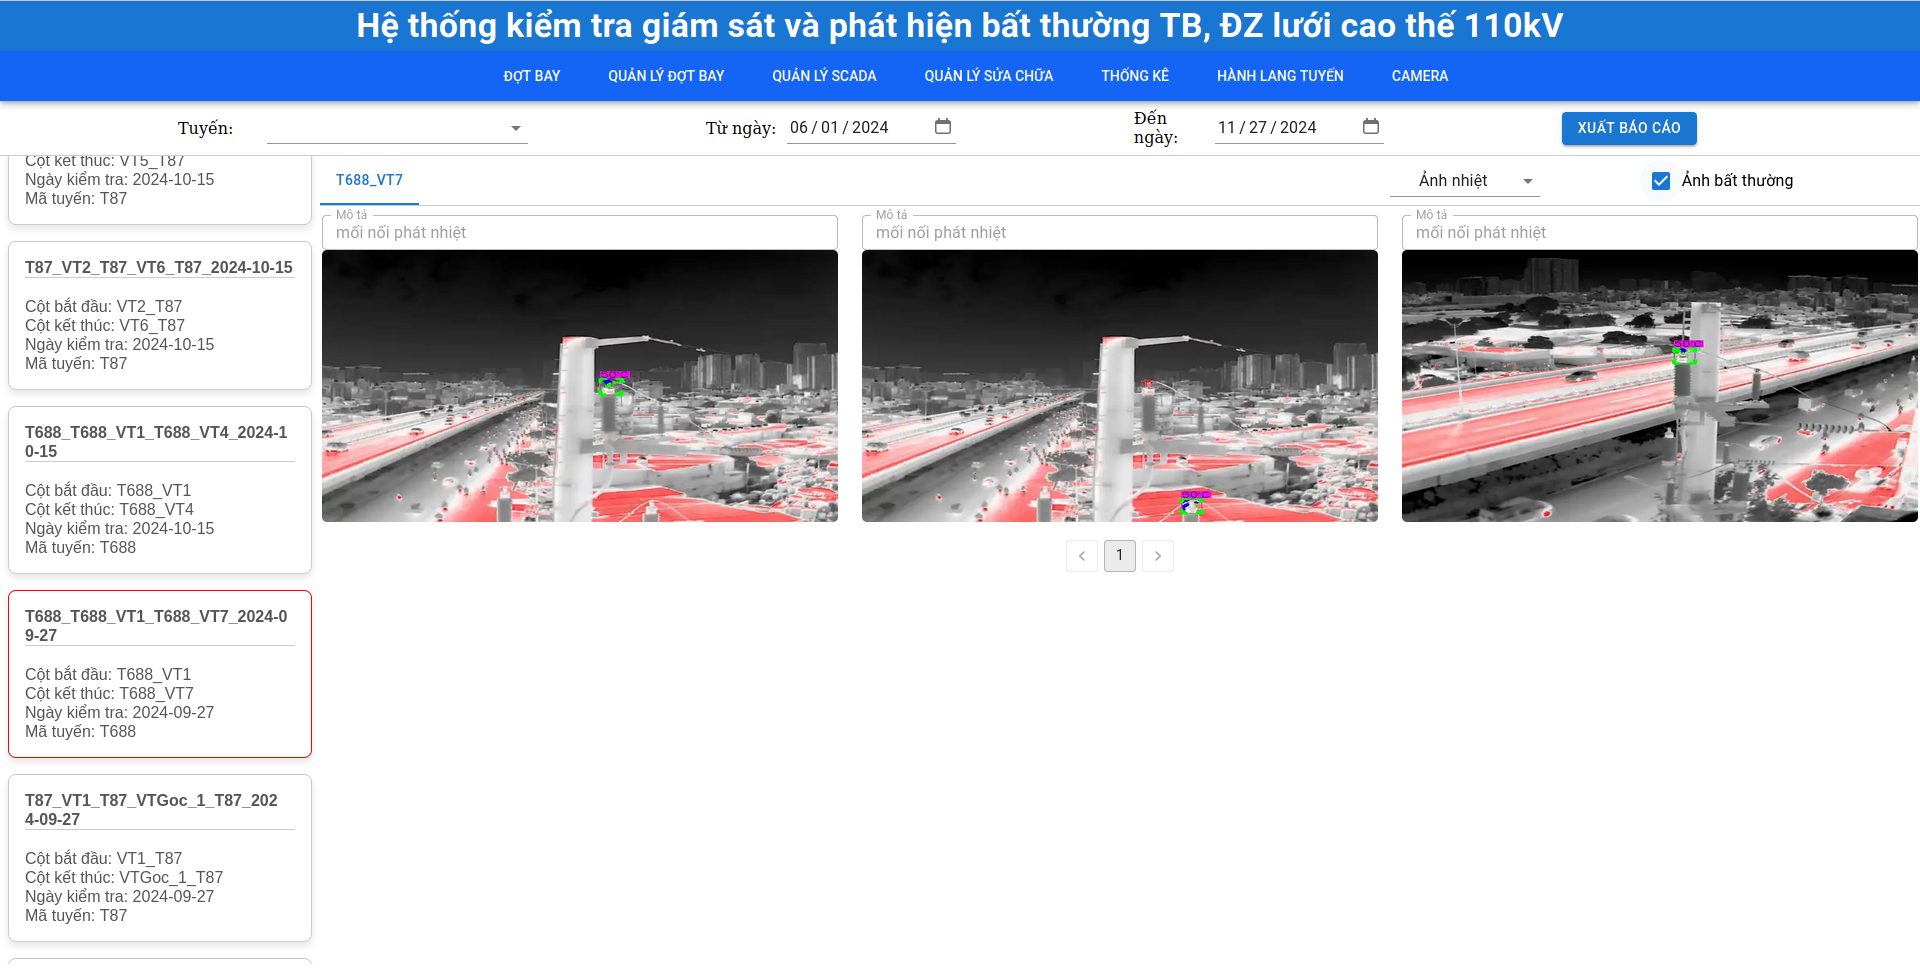 Hệ thống kiểm tra giám sát và phát hiện bất thường TB, ĐZ lưới cao thế 110kV
ĐỢT BAY QUẢN LÝ ĐỢT BAY QUẢN LÝ SCADA QUẢN LÝ SỬA CHỮA THỐNG KÊ HÀNH LANG TUYẾN CAMERA
Tuyến: Từ ngày: 06/01/2024 Đến ngày: 11/27/2024 XUẤT BÁO CÁO
Cột kết thúc: VT5_T87
Ngày kiểm tra: 2024-10-15
Mã tuyến: T87
T87_VT2_T87_VT6_T87_2024-10-15
Cột bắt đầu: VT2_T87
Cột kết thúc: VT6_T87
Ngày kiểm tra: 2024-10-15
Mã tuyến: T87
T688_T688_VT1_T688_VT4_2024-1
0-15
Cột bắt đầu: T688_VT1
Cột kết thúc: T688_VT4
Ngày kiểm tra: 2024-10-15
Mã tuyến: T688
T688_T688_VT1_T688_VT7_2024-0
9-27
Cột bắt đầu: T688_VT1
Cột kết thúc: T688_VT7
Ngày kiểm tra: 2024-09-27
Mã tuyến: T688
T87_VT1_T87_VTGoc_1_T87_202
4-09-27
Cột bắt đầu: VT1_T87
Cột kết thúc: VTGoc_1_T87
Ngày kiểm tra: 2024-09-27
Mã tuyến: T87
T688_VT7 Ảnh nhiệt Ảnh bất thường
Mô tả Mô tả Mô tả
mối nối phát nhiệt mối nối phát nhiệt mối nối phát nhiệt
50°C
50°C
50°C
1